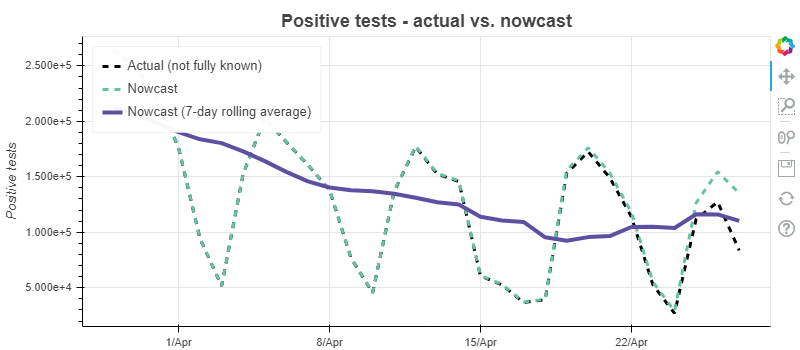 Positive tests - actual vs. nowcast
Actual (not fully known)
Nowcast
Nowcast (7-day rolling average)
2.500e+5
2.000e+5
1.500e+5
1.000e+5
5.000e+4
Positive tests
1/Apr
8/Apr
15/Apr
22/Apr